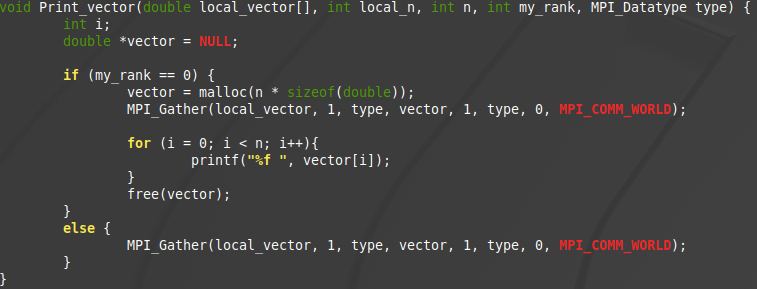 void Print_vector(double local_vector[], int local_n, int n, int my_rank, MPI_Datatype type) {
int i;
double *vector = NULL;
if (my_rank == 0) {
vector = malloc(n * sizeof(double));
MPI_Gather(local_vector, 1, type, vector, 1, type, 0, MPI_COMM_WORLD);
for (i = 0; i < n; i++){
printf("%f ", vector[i]);
}
free(vector);
}
else {
MPI_Gather(local_vector, 1, type, vector, 1, type, 0, MPI_COMM_WORLD);
}
}